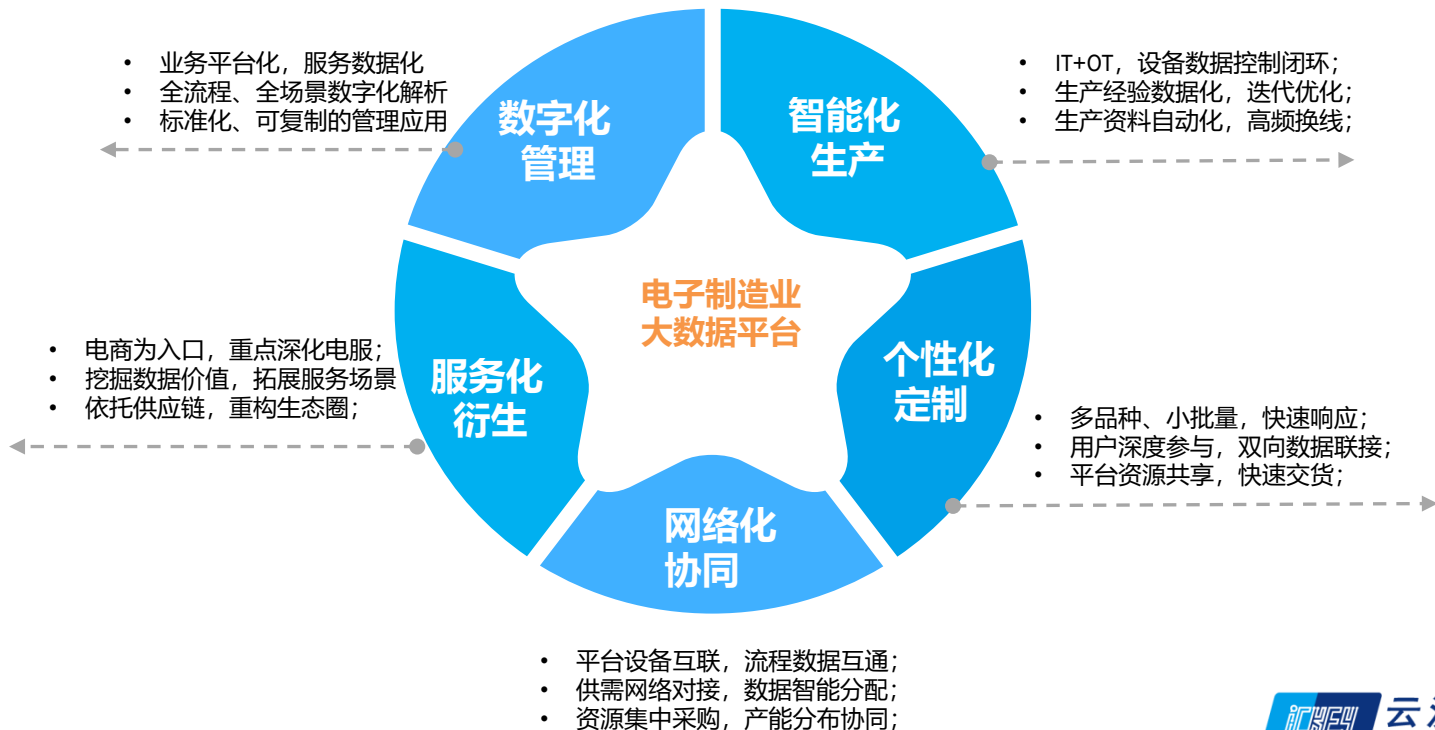 • 业务平台化，服务数据化
• 全流程、全场景数字化解析
• 标准化、可复制的管理应用
数字化
管理
智能化
生产
• IT+OT，设备数据控制闭环；
• 生产经验数据化，迭代优化；
• 生产资料自动化，高频换线；
电子制造业
大数据平台
• 电商为入口，重点深化电服；
• 挖掘数据价值，拓展服务场景
• 依托供应链，重构生态圈；
服务化
衍生
个性化
定制
• 多品种、小批量，快速响应；
• 用户深度参与，双向数据联接；
• 平台资源共享，快速交货；
网络化
协同
• 平台设备互联，流程数据互通；
• 供需网络对接，数据智能分配；
• 资源集中采购，产能分布协同；
ICKEY 云